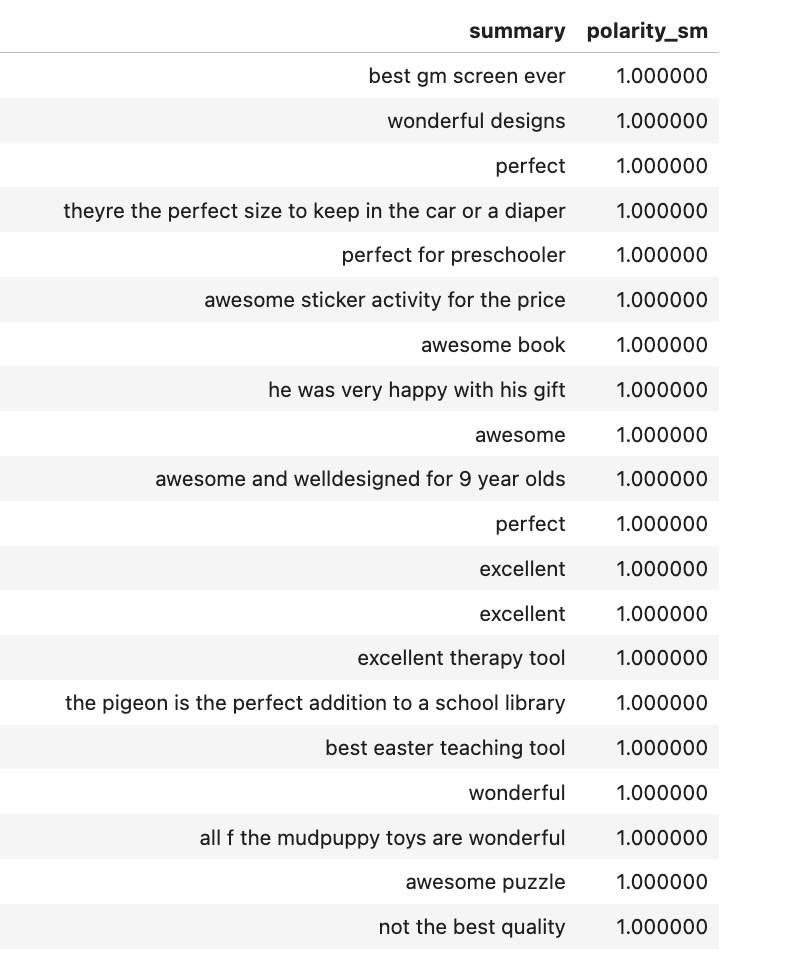 summary polarity_sm
best gm screen ever 1.000000
wonderful designs 1.000000
perfect 1.000000
theyre the perfect size to keep in the car or a diaper 1.000000
perfect for preschooler 1.000000
awesome sticker activity for the price 1.000000
awesome book 1.000000
he was very happy with his gift 1.000000
awesome 1.000000
awesome and welldesigned for 9 year olds 1.000000
perfect 1.000000
excellent 1.000000
excellent 1.000000
excellent therapy tool 1.000000
the pigeon is the perfect addition to a school library 1.000000
best easter teaching tool 1.000000
wonderful 1.000000
all f the mudpuppy toys are wonderful 1.000000
awesome puzzle 1.000000
not the best quality 1.000000